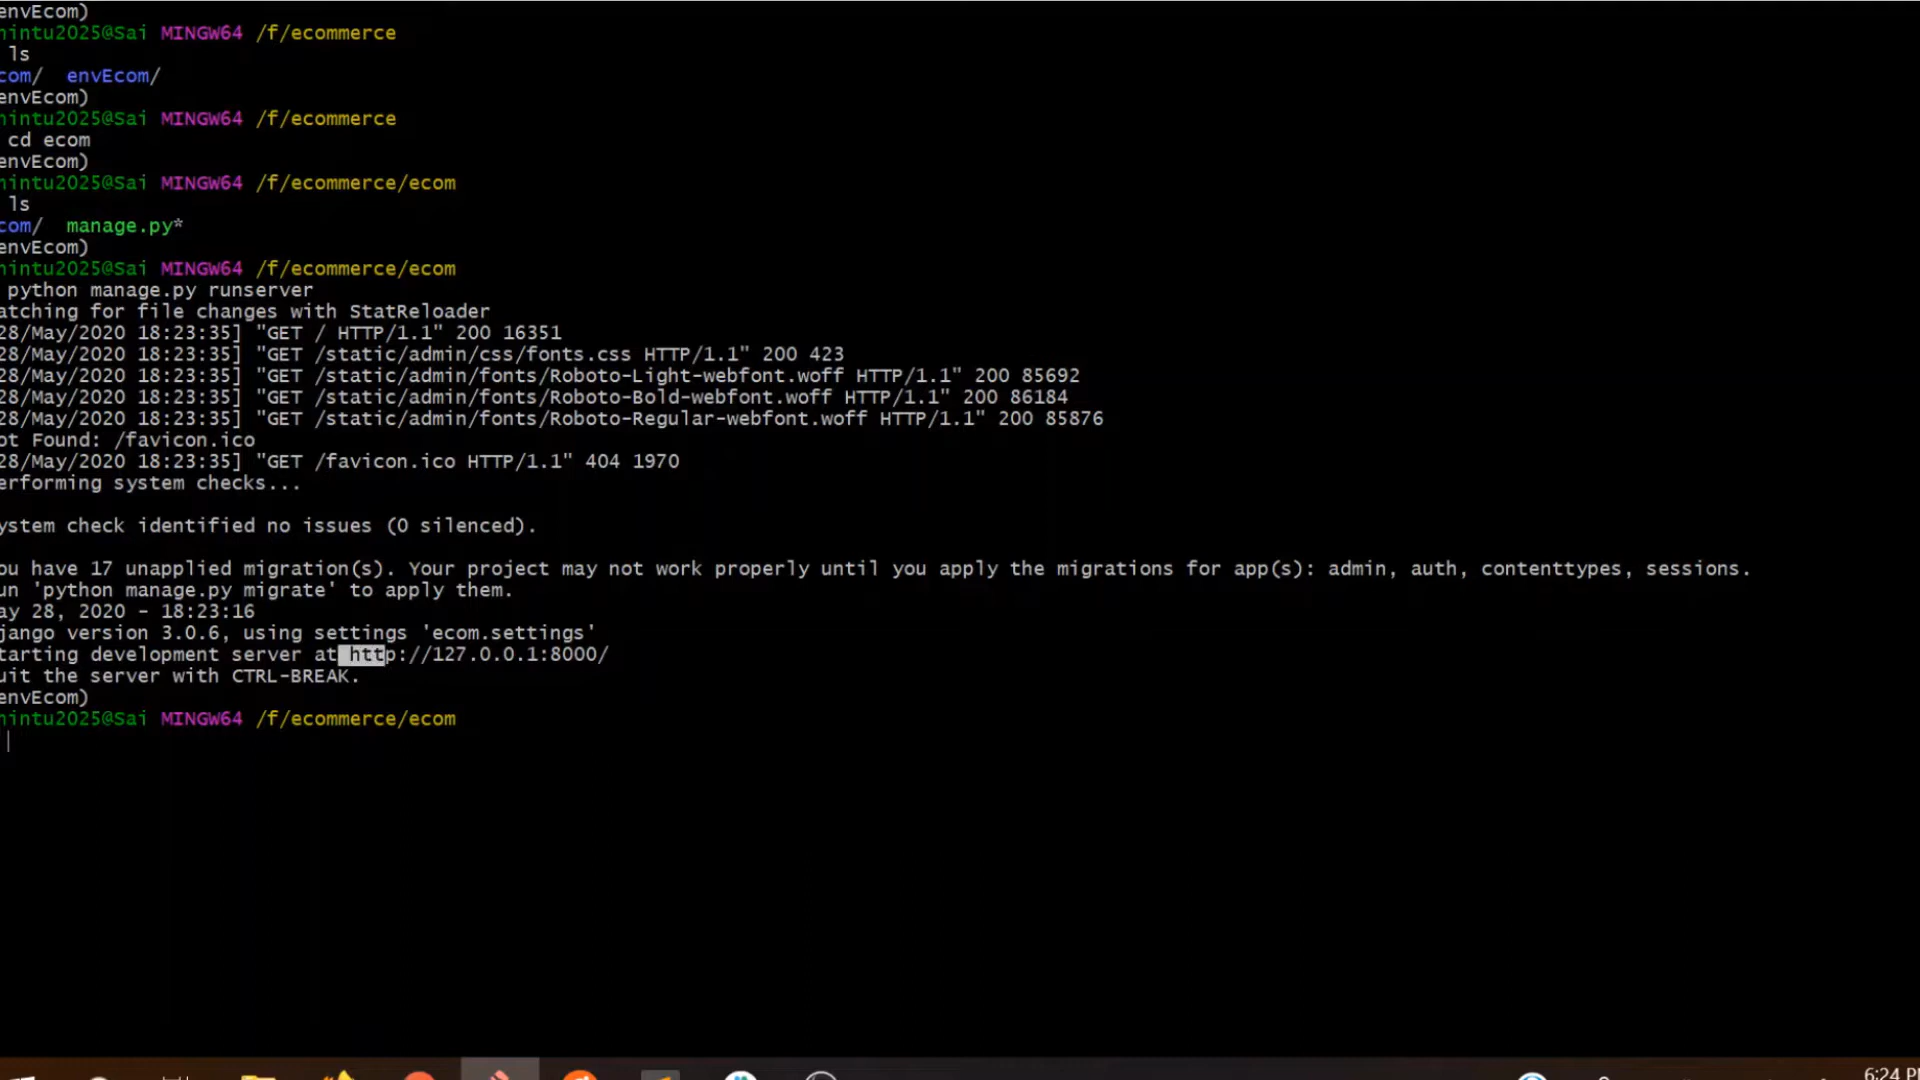 envEcom)
hintu2025@Sai MINGW64 /f/ecommerce
ls
com/ envEcom/
envEcom)
hintu2025@Sai MINGW64 /f/ecommerce
cd ecom
envEcom)
hintu2025@Sai MINGW64 /f/ecommerce/ecom
ls
com/ manage.py*
envEcom)
hintu2025@Sai MINGW64 /f/ecommerce/ecom
python manage.py runserver
atching for file changes with StatReloader
28/May/2020 18:23:35] "GET / HTTP/1.1" 200 16351
28/May/2020 18:23:35] "GET /static/admin/css/fonts.css HTTP/1.1" 200 423
28/May/2020 18:23:35] "GET /static/admin/fonts/Roboto-Light-webfont.woff HTTP/1.1" 200 85692
28/May/2020 18:23:35] "GET /static/admin/fonts/Roboto-Bold-webfont.woff HTTP/1.1" 200 86184
28/May/2020 18:23:35] "GET /static/admin/fonts/Roboto-Regular-webfont.woff HTTP/1.1" 200 85876
ot Found: /favicon.ico
28/May/2020 18:23:35] "GET /favicon.ico HTTP/1.1" 404 1970
erforming system checks...
ystem check identified no issues (0 silenced).
ou have 17 unapplied migration(s). Your project may not work properly until you apply the migrations for app(s): admin, auth, contenttypes, sessions.
un 'python manage.py migrate' to apply them.
ay 28, 2020 - 18:23:16
jango version 3.0.6, using settings 'ecom.settings'
tarting development server at http://127.0.0.1:8000/
uit the server with CTRL-BREAK.
envEcom)
hintu2025@Sai MINGW64 /f/ecommerce/ecom
6:24 P